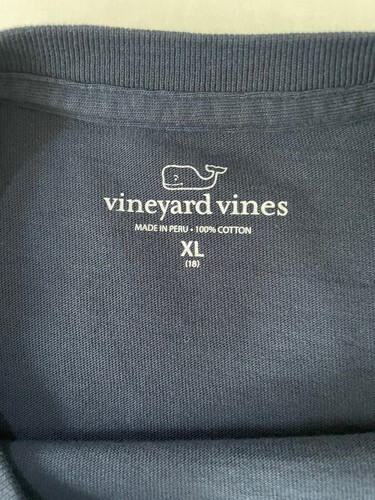 vineyard vines
MADE IN PERU • 100% COTTON
XL
(18)